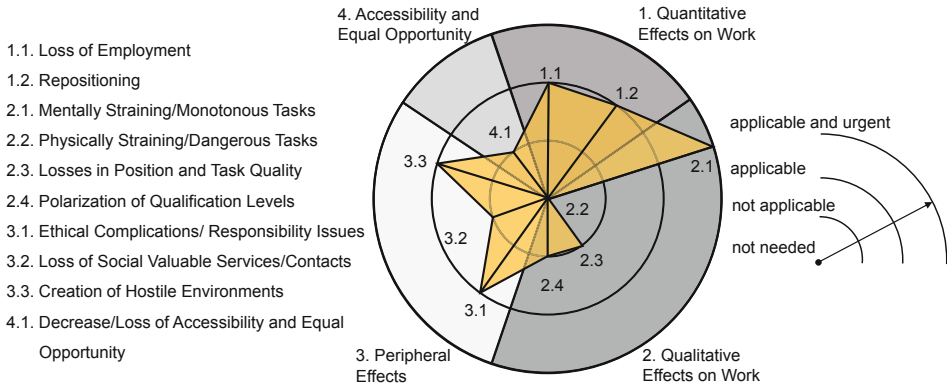 4. Accessibility and
Equal Opportunity
1. Quantitative
Effects on Work
1.1. Loss of Employment
1.2. Repositioning
2.1. Mentally Straining/Monotonous Tasks
2.2. Physically Straining/Dangerous Tasks
2.3. Losses in Position and Task Quality
2.4. Polarization of Qualification Levels
3.1. Ethical Complications/ Responsibility Issues
3.2. Loss of Social Valuable Services/Contacts
3.3. Creation of Hostile Environments
4.1. Decrease/Loss of Accessibility and Equal
Opportunity
1.1
1.2
4.1
3.3
2.1
2.2
3.2
2.3
2.4
3.1
applicable and urgent
applicable
not applicable
not needed
3. Peripheral
Effects
2. Qualitative
Effects on Work